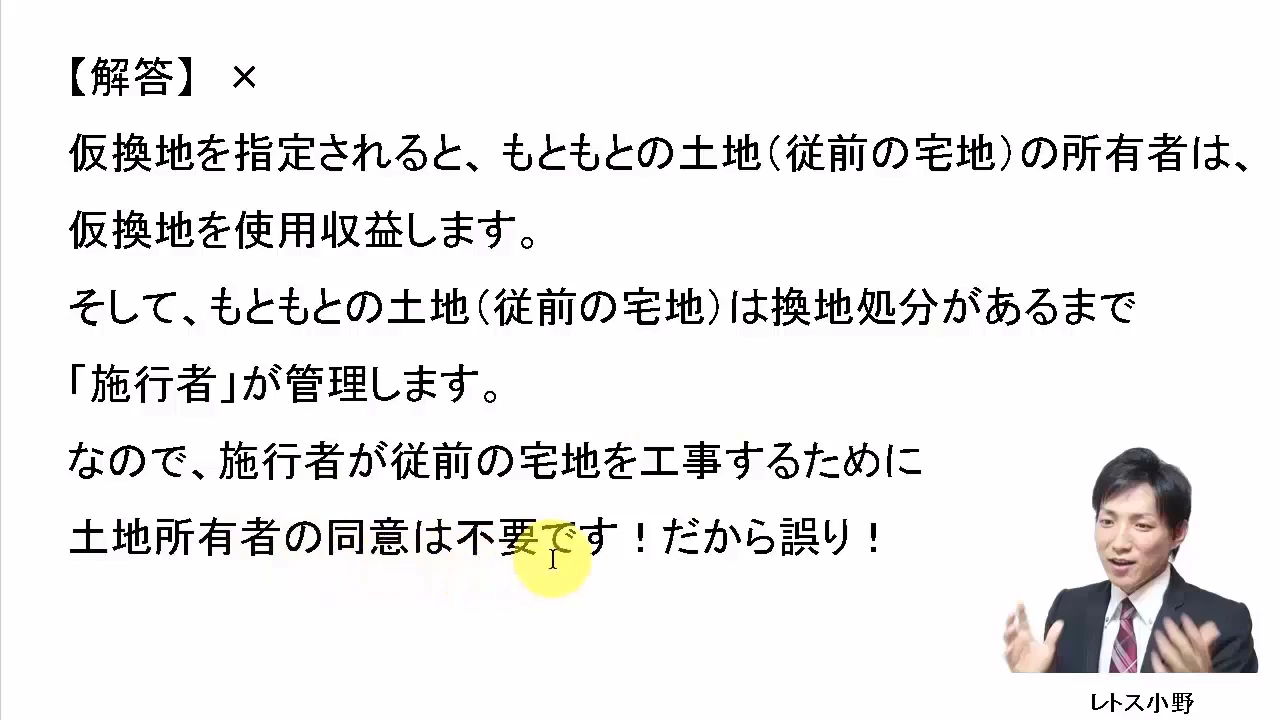 【解答】 ×
仮換地を指定されると、もともとの土地（従前の宅地）の所有者は、
仮換地を使用収益します。
そして、もともとの土地（従前の宅地）は換地処分があるまで
「施行者」が管理します。
なので、施行者が従前の宅地を工事するために
土地所有者の同意は不要です！だから誤り！
レトス小野